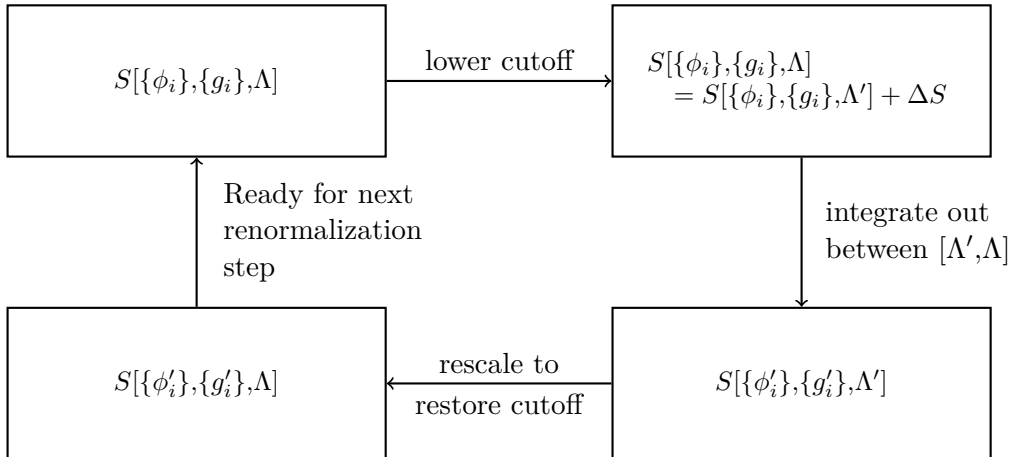 S[{ϕ_i},{g_i},Λ]
lower cutoff
S[{ϕ_i},{g_i},Λ]
= S[{ϕ_i},{g_i},Λ′] + ΔS
Ready for next
renormalization
step
integrate out
between [Λ′,Λ]
S[{ϕ′_i},{g′_i},Λ]
rescale to
restore cutoff
S[{ϕ′_i},{g′_i},Λ′]